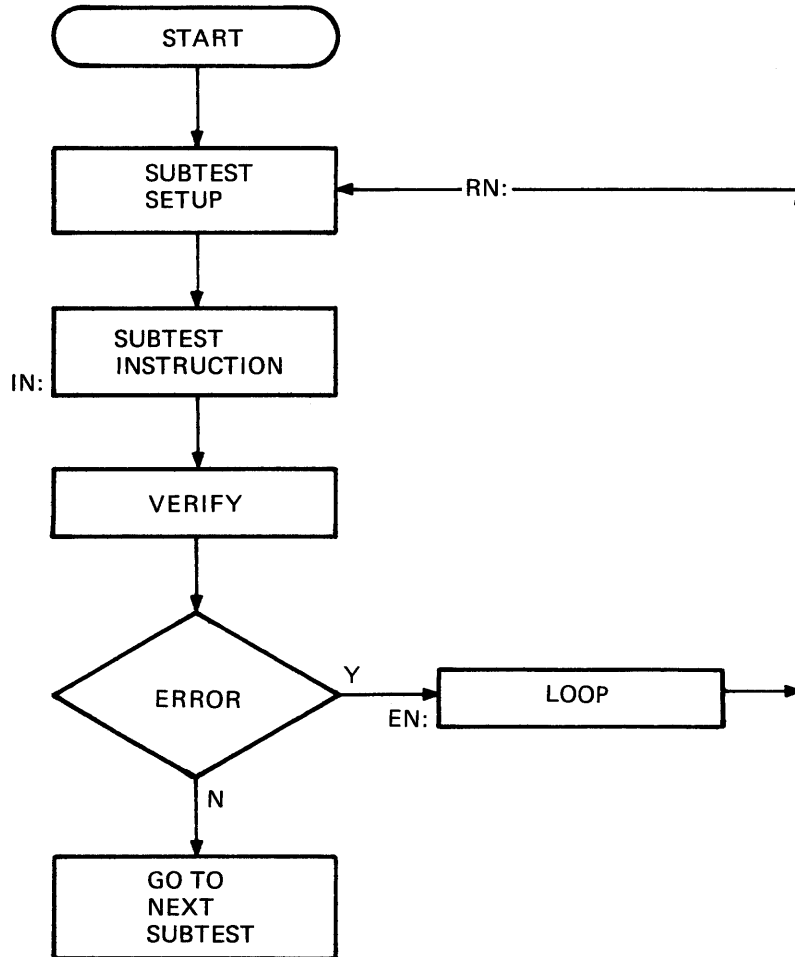 START
SUBTEST
SETUP
RN:
SUBTEST
INSTRUCTION
IN:
VERIFY
ERROR
Y
EN:
LOOP
N
GO TO
NEXT
SUBTEST